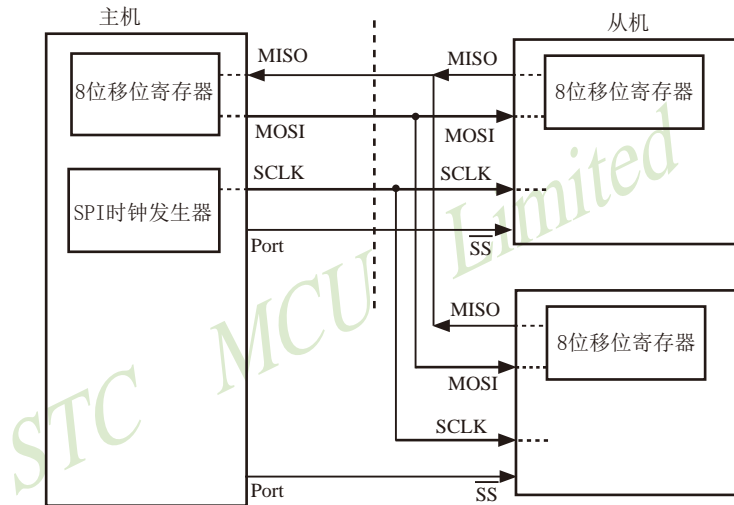 主机
从机
MISO
MISO
8位移位寄存器
8位移位寄存器
MOSI
MOSI
SCLK
SCLK
SPI时钟发生器
Port
SS
MISO
8位移位寄存器
MOSI
SCLK
Port
SS
STC MCU Limited